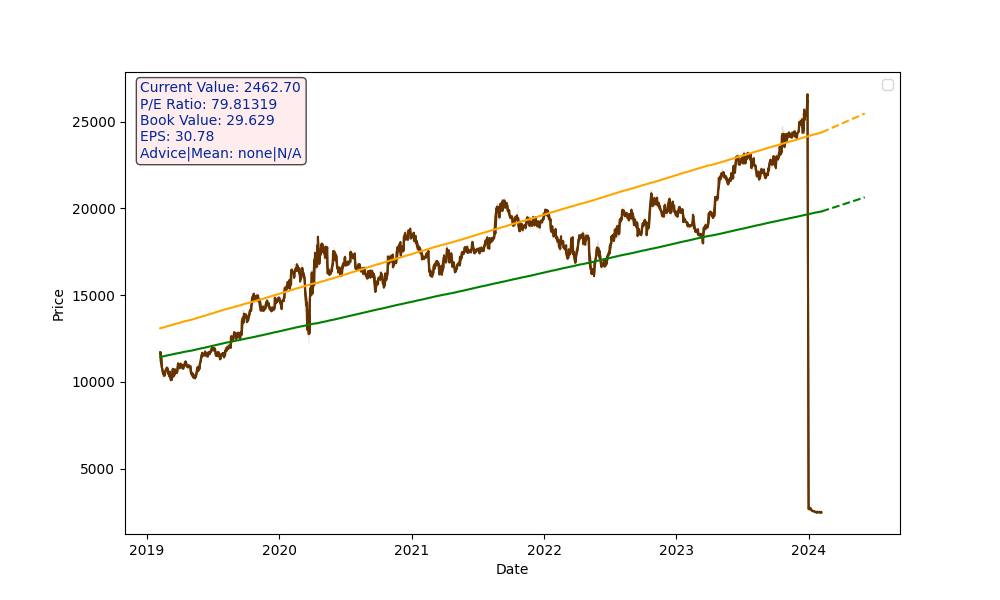 Current Value: 2462.70
P/E Ratio: 79.81319
Book Value: 29.629
EPS: 30.78
Advice|Mean: none|N/A
25000
20000
15000
10000
5000
Price
2019 2020 2021 2022 2023 2024
Date